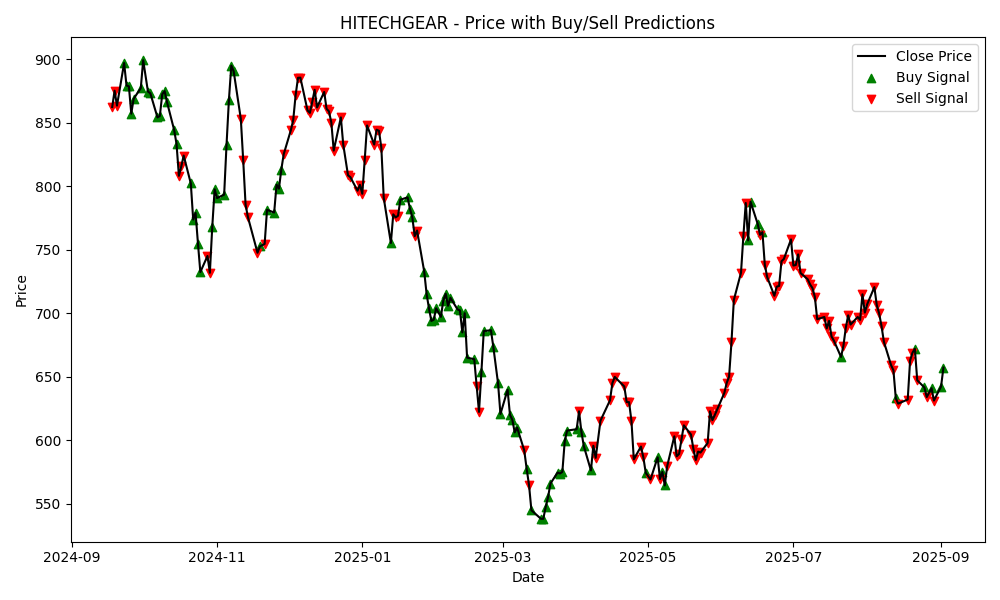 HITECHGEAR - Price with Buy/Sell Predictions
Close Price
Buy Signal
Sell Signal
Price
900
850
800
750
700
650
600
550
2024-09
2024-11
2025-01
2025-03
2025-05
2025-07
2025-09
Date